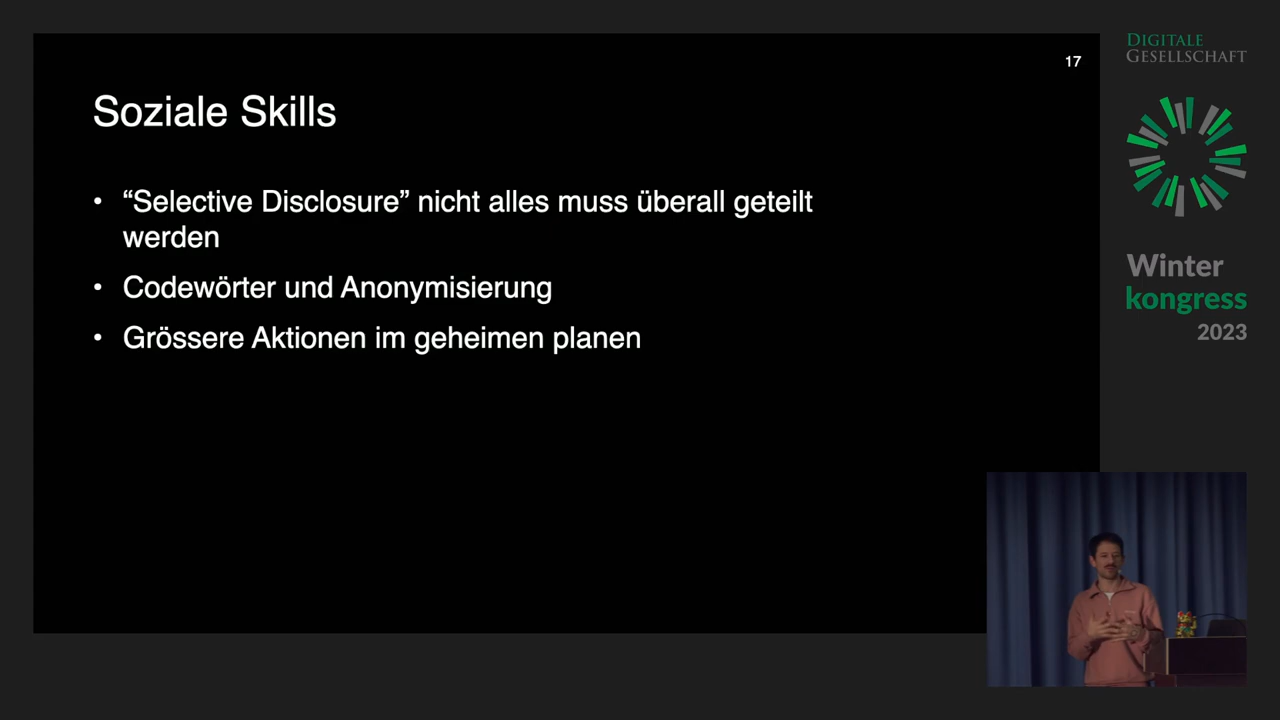 17
Soziale Skills
• “Selective Disclosure” nicht alles muss überall geteilt
werden
• Codewörter und Anonymisierung
• Grössere Aktionen im geheimen planen
DIGITALE
GESELLSCHAFT
Winter
kongress
2023